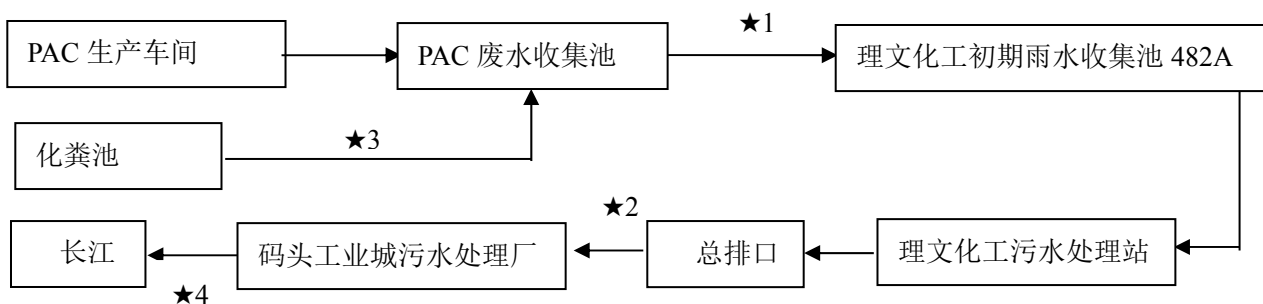 ★1
PAC 生产车间
PAC 废水收集池
理文化工初期雨水收集池 482A
★3
化粪池
★2
长江
码头工业城污水处理厂
总排口
理文化工污水处理站
★4